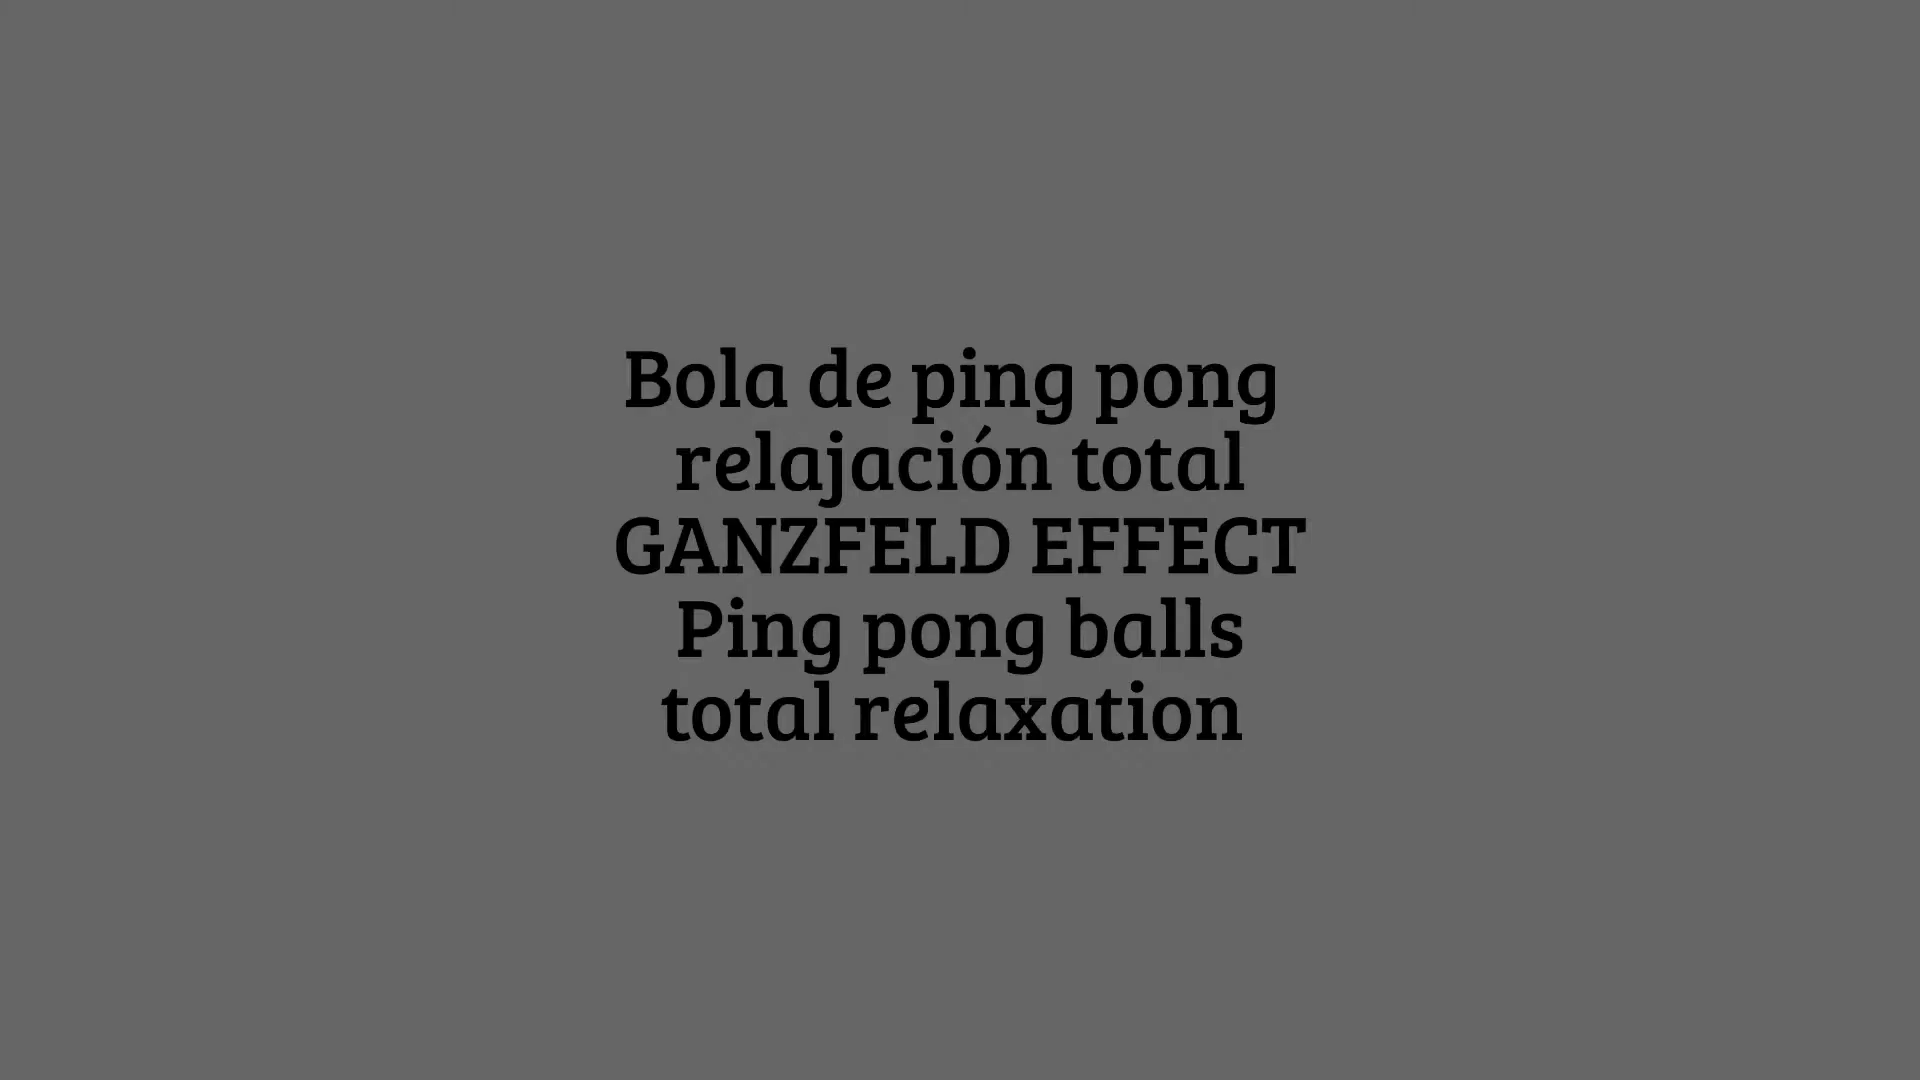 Bola de ping pong
relajación total
GANZFELD EFFECT
Ping pong balls
total relaxation